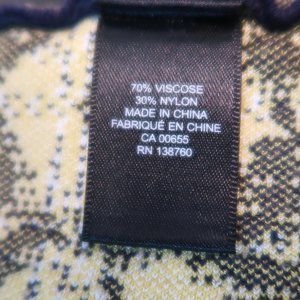 70% VISCOSE
30% NYLON
MADE IN CHINA
FABRIQUÉ EN CHINE
CA 00655
RN 138760